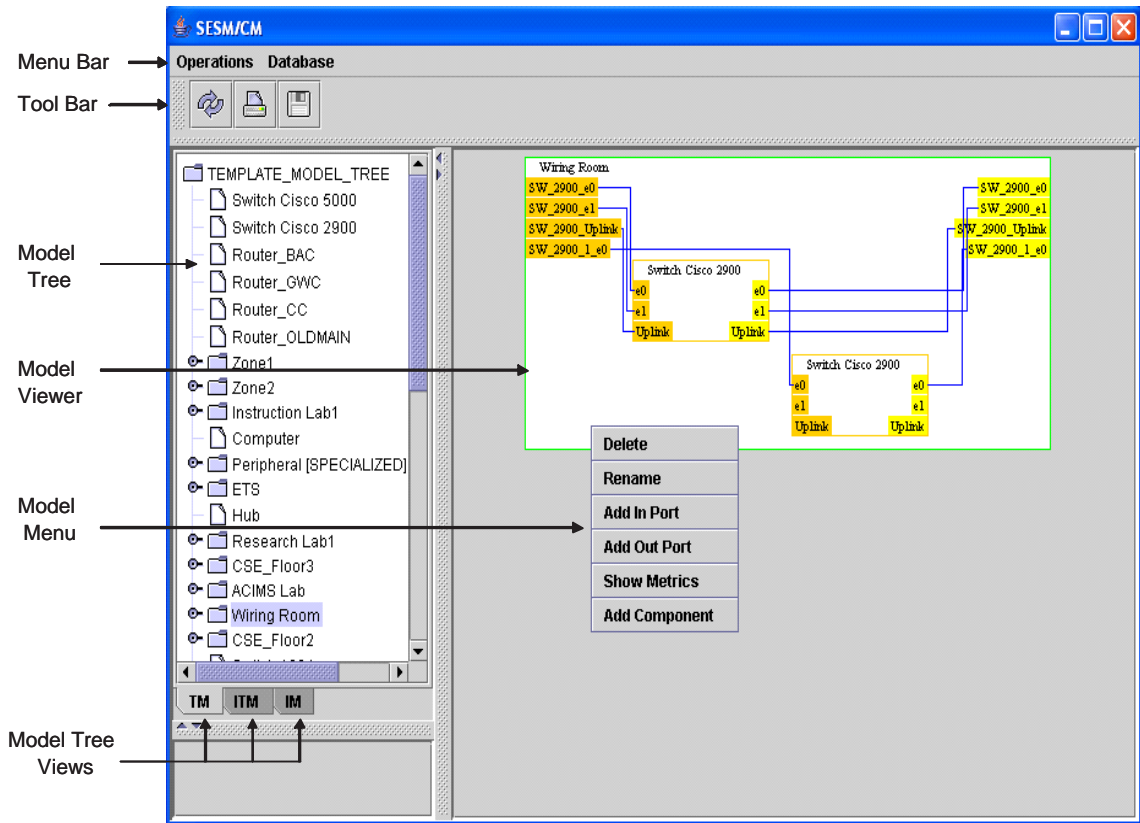 SESM/CM
Menu Bar
Operations Database
Tool Bar
TEMPLATE_MODEL_TREE
Switch Cisco 5000
Switch Cisco 2900
Router_BAC
Router_GWC
Router_CC
Router_OLDMAIN
Zone1
Zone2
Instruction Lab1
Computer
Peripheral [SPECIALIZED]
ETS
Hub
Research Lab1
CSE_Floor3
ACIMS Lab
Wiring Room
CSE_Floor2
TM ITM IM
Model
Tree
Model
Viewer
Model
Menu
Model Tree
Views
Wiring Room
SW_2900_e0
SW_2900_e1
SW_2900_Uplink
SW_2900_1_e0
SW_2900_e0
SW_2900_e1
SW_2900_Uplink
SW_2900_1_e0
Switch Cisco 2900
e0 e0
e1 e1
Uplink Uplink
Switch Cisco 2900
e0 e0
e1 e1
Uplink Uplink
Delete
Rename
Add In Port
Add Out Port
Show Metrics
Add Component